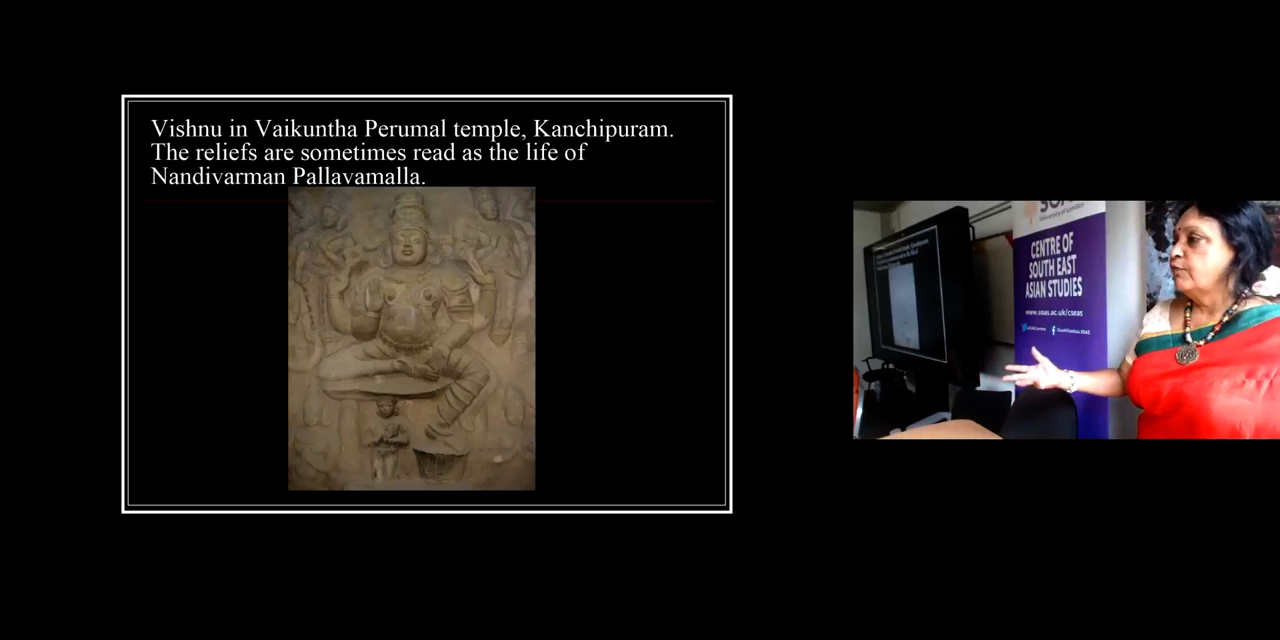 Vishnu in Vaikuntha Perumal temple, Kanchipuram.
The reliefs are sometimes read as the life of
Nandivarman Pallavamalla.
University of London
CENTRE OF
SOUTH EAST
ASIAN STUDIES
www.soas.ac.uk/cseas